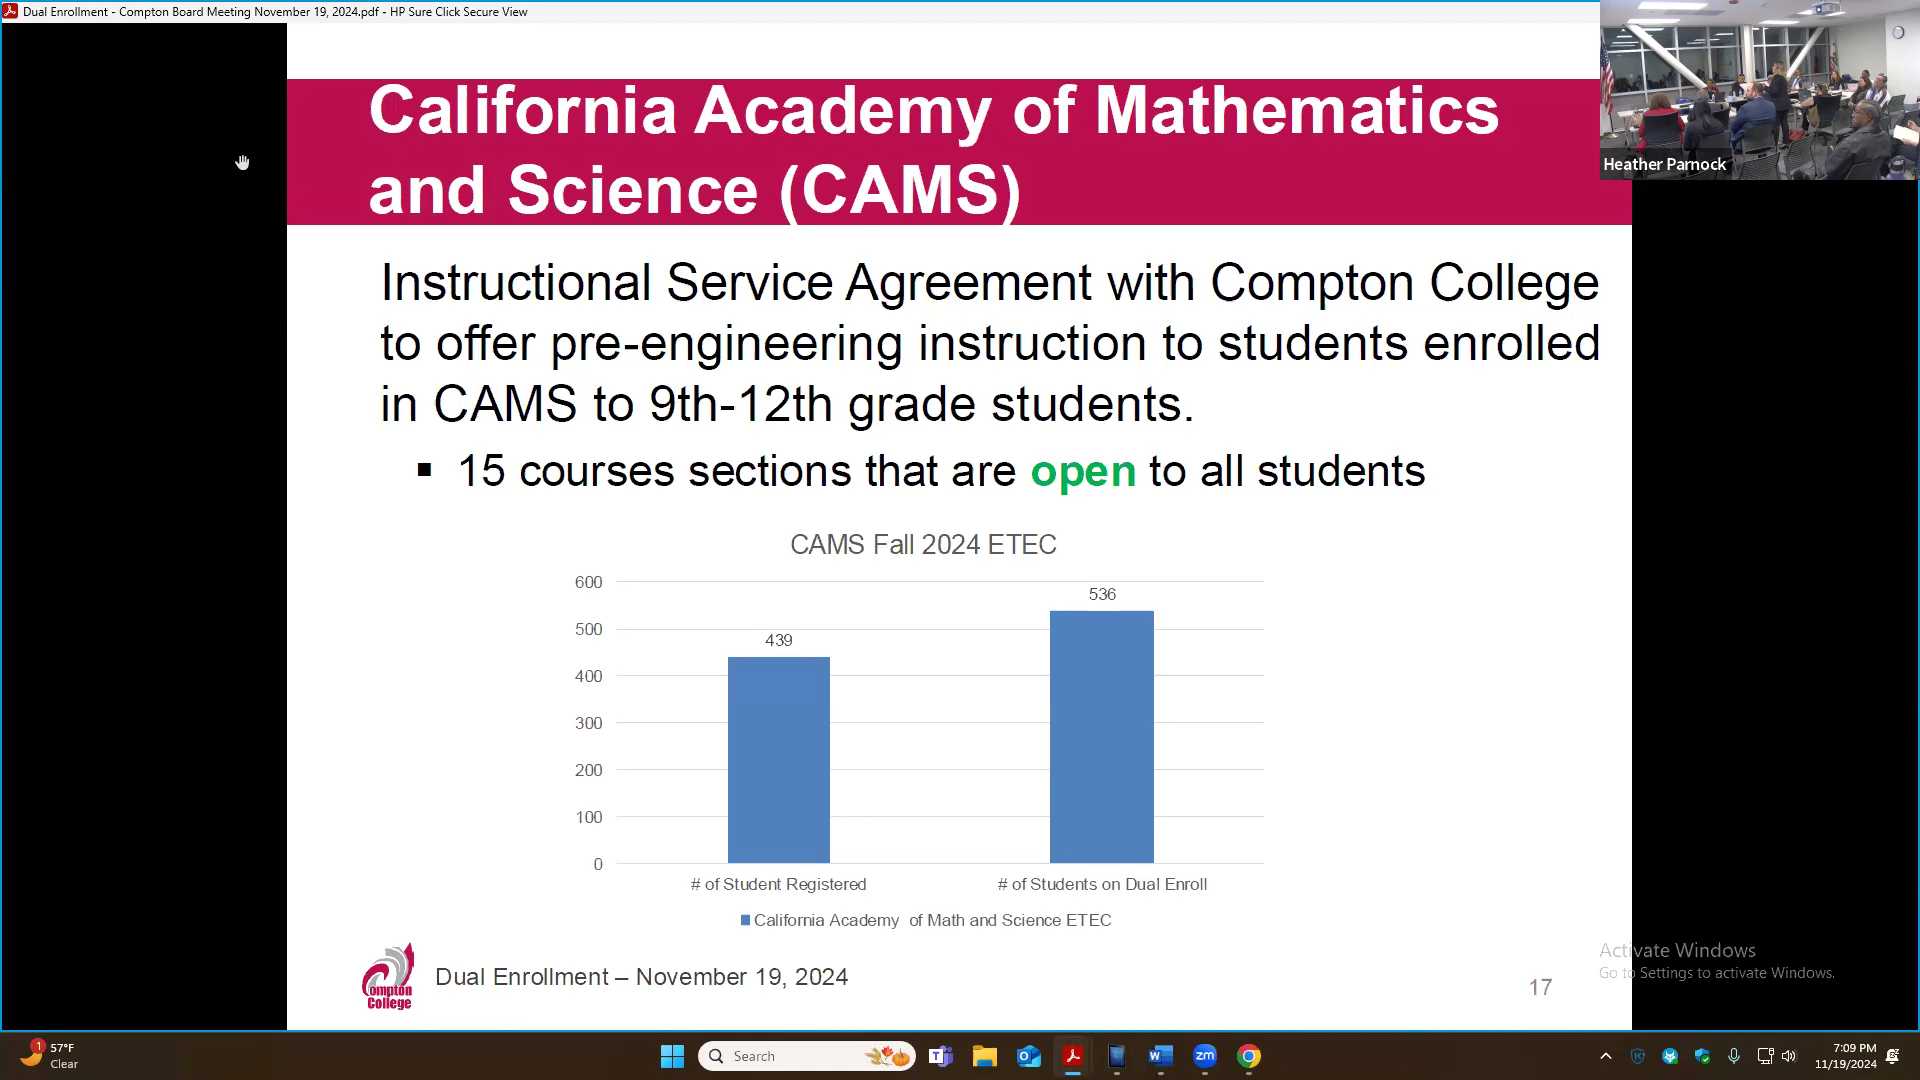 Dual Enrollment - Compton Board Meeting November 19, 2024.pdf - HP Sure Click Secure View
Heather Parnock
California Academy of Mathematics
and Science (CAMS)
Instructional Service Agreement with Compton College
to offer pre-engineering instruction to students enrolled
in CAMS to 9th-12th grade students.
▪ 15 courses sections that are open to all students
CAMS Fall 2024 ETEC
600
500
400
300
200
100
0
439
536
# of Student Registered
# of Students on Dual Enroll
California Academy of Math and Science ETEC
Compton
College
Dual Enrollment – November 19, 2024
17
Activate Windows
Go to Settings to activate Windows.
1
57°F
Clear
Search
zm
7:09 PM
11/19/2024